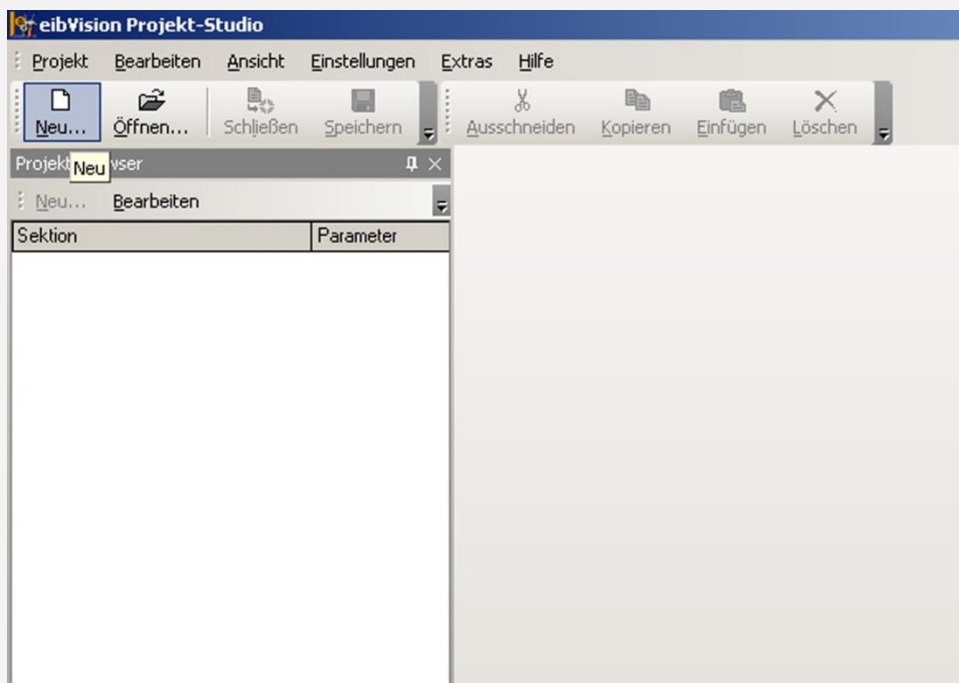 eibVision Projekt-Studio
Projekt Bearbeiten Ansicht Einstellungen Extras Hilfe
Neu... Öffnen... Schließen Speichern Ausschneiden Kopieren Einfügen Löschen
Projekt wser
Neu
Neu... Bearbeiten
Sektion Parameter